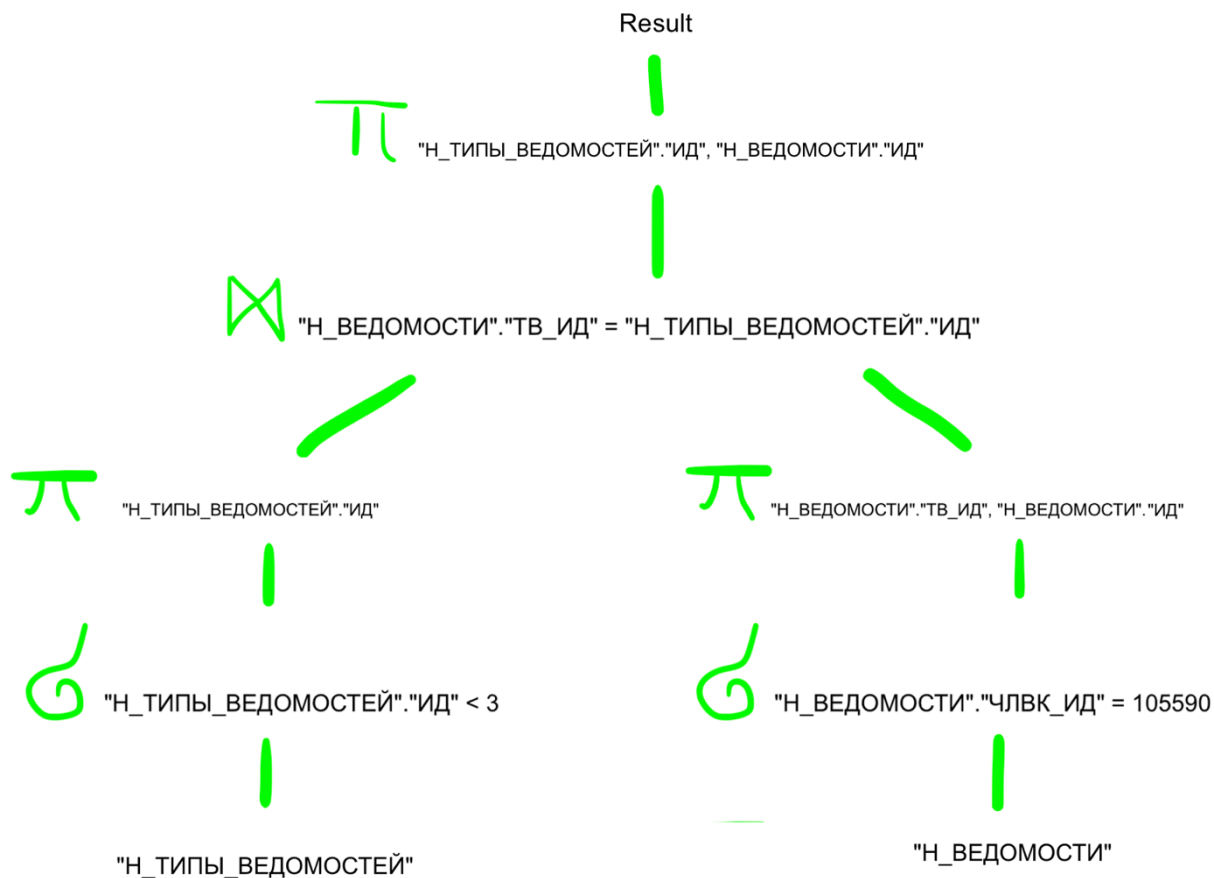 Result
π "Н_ТИПЫ_ВЕДОМОСТЕЙ"."ИД", "Н_ВЕДОМОСТИ"."ИД"
⋈ "Н_ВЕДОМОСТИ"."ТВ_ИД" = "Н_ТИПЫ_ВЕДОМОСТЕЙ"."ИД"
π "Н_ТИПЫ_ВЕДОМОСТЕЙ"."ИД"
π "Н_ВЕДОМОСТИ"."ТВ_ИД", "Н_ВЕДОМОСТИ"."ИД"
σ "Н_ТИПЫ_ВЕДОМОСТЕЙ"."ИД" < 3
σ "Н_ВЕДОМОСТИ"."ЧЛВК_ИД" = 105590
"Н_ТИПЫ_ВЕДОМОСТЕЙ"
"Н_ВЕДОМОСТИ"